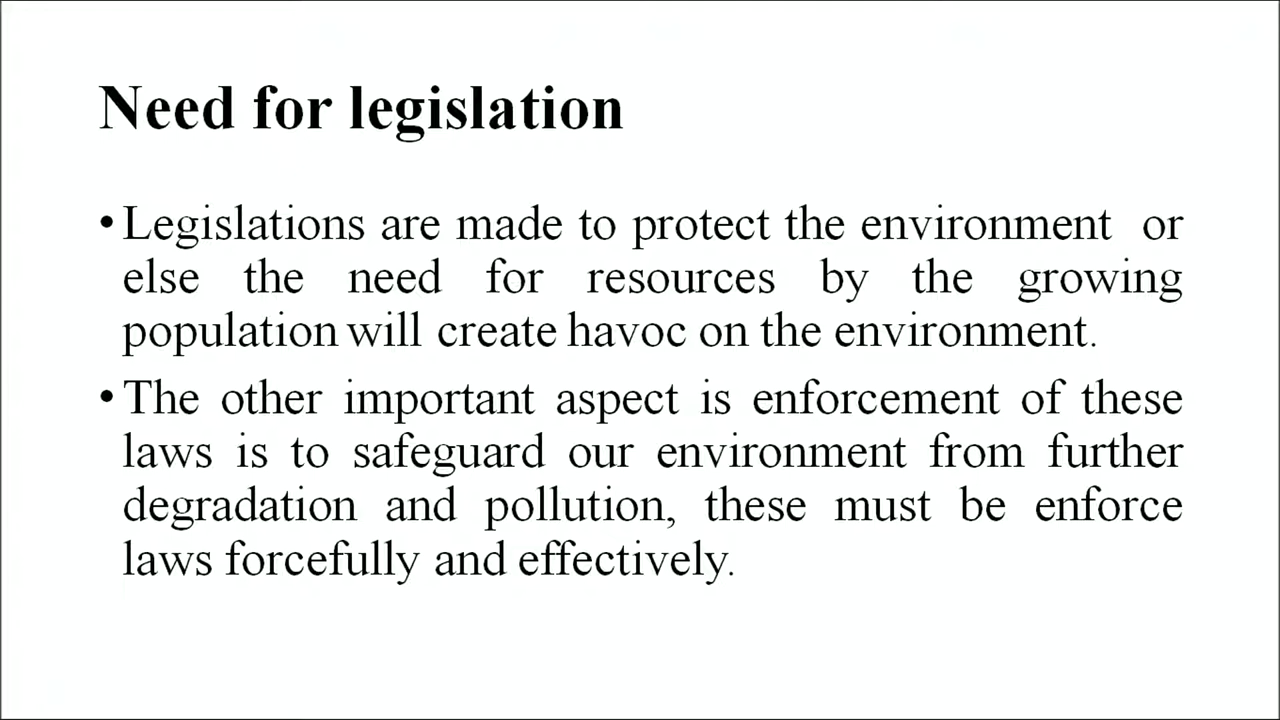 Need for legislation
• Legislations are made to protect the environment or
else the need for resources by the growing
population will create havoc on the environment.
• The other important aspect is enforcement of these
laws is to safeguard our environment from further
degradation and pollution, these must be enforce
laws forcefully and effectively.